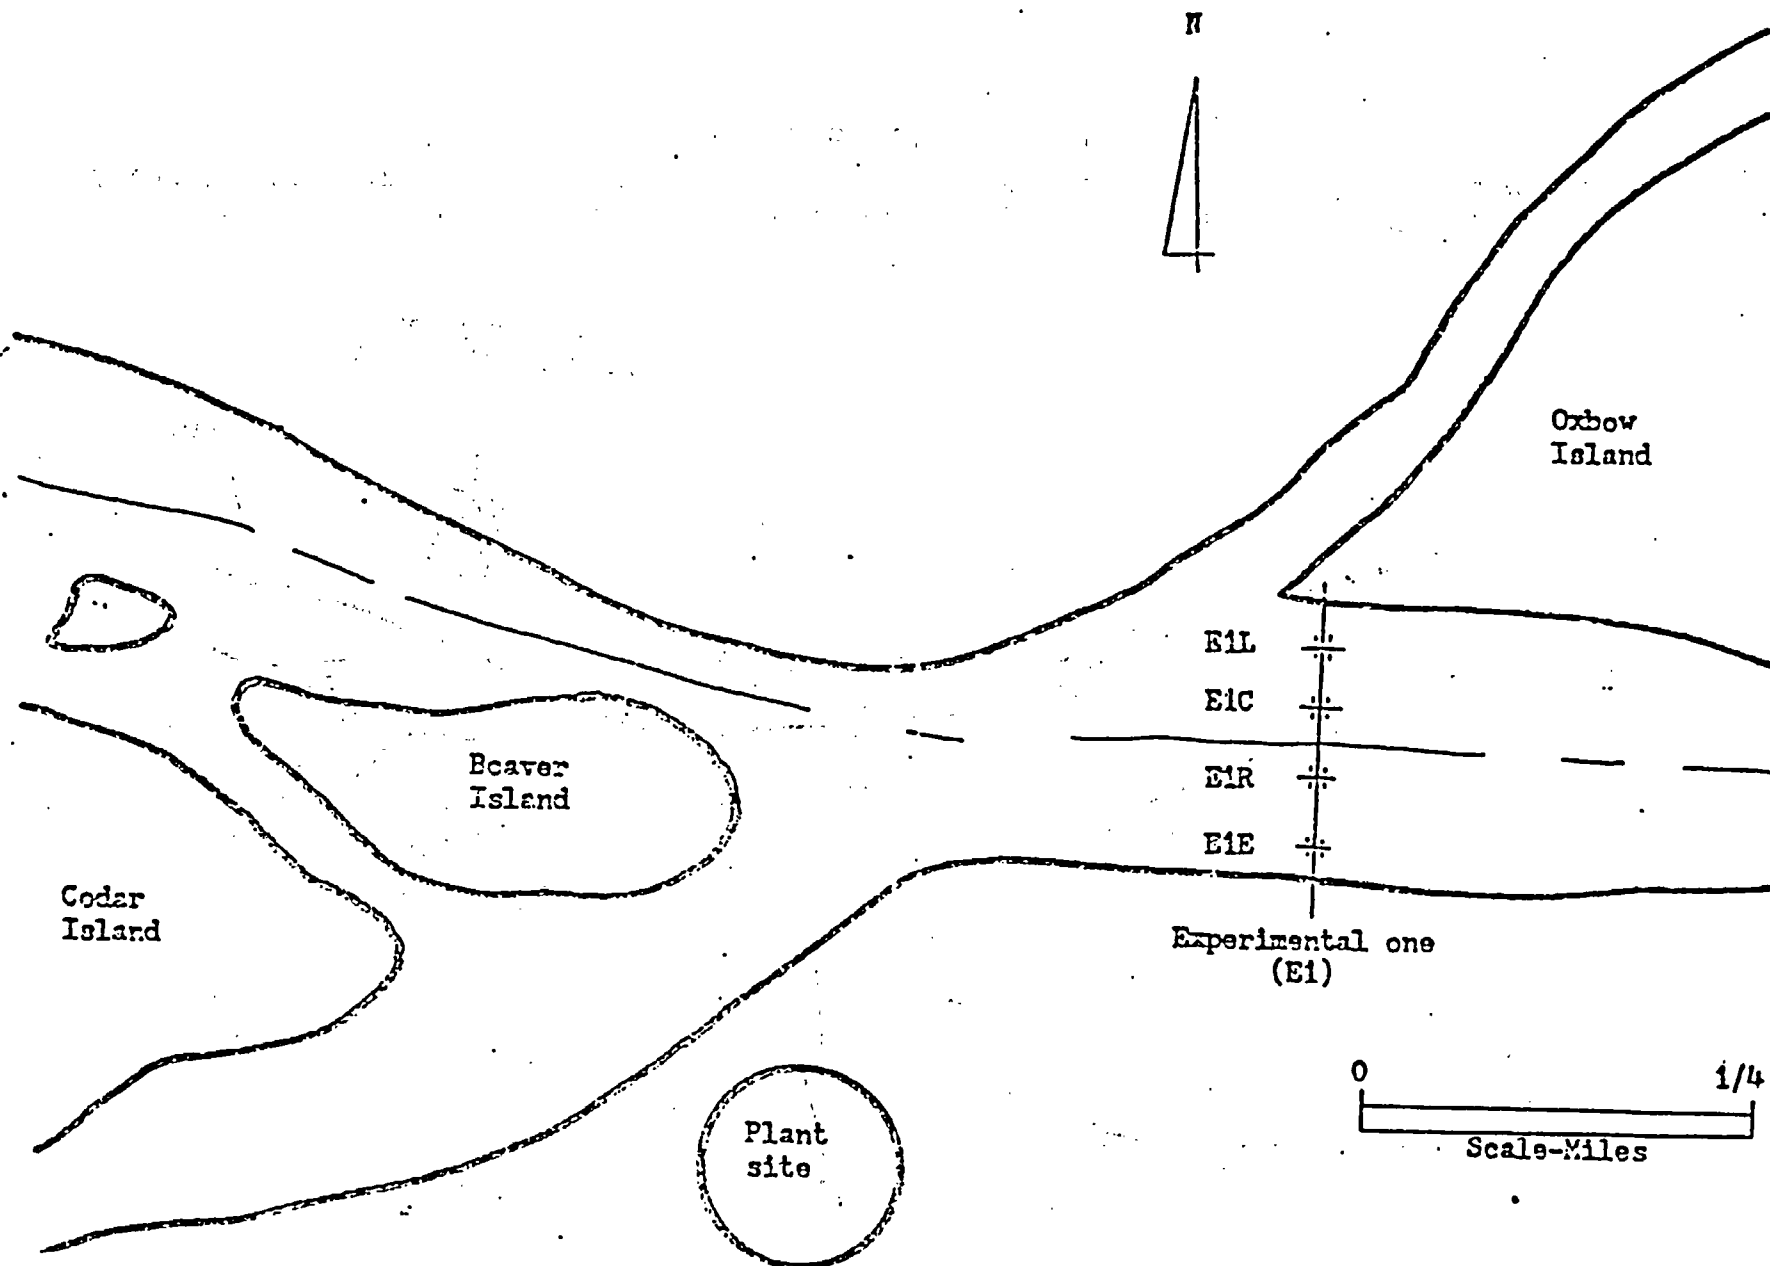 N
Oxbow
Island
E1L
E1C
E1R
E1E
Beaver
Island
Cedar
Island
Experimental one
(E1)
0 1/4
Scale-Miles
Plant
site